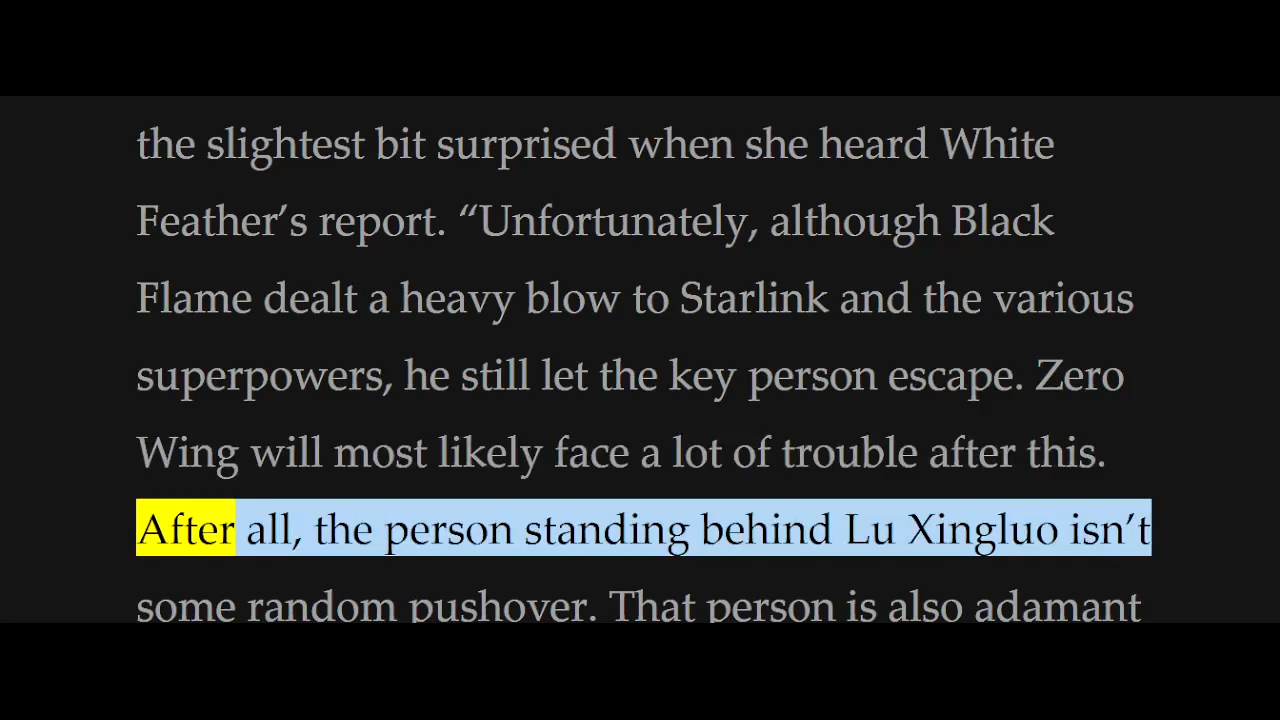 the slightest bit surprised when she heard White
Feather’s report. “Unfortunately, although Black
Flame dealt a heavy blow to Starlink and the various
superpowers, he still let the key person escape. Zero
Wing will most likely face a lot of trouble after this.
After all, the person standing behind Lu Xingluo isn’t
some random pushover. That person is also adamant